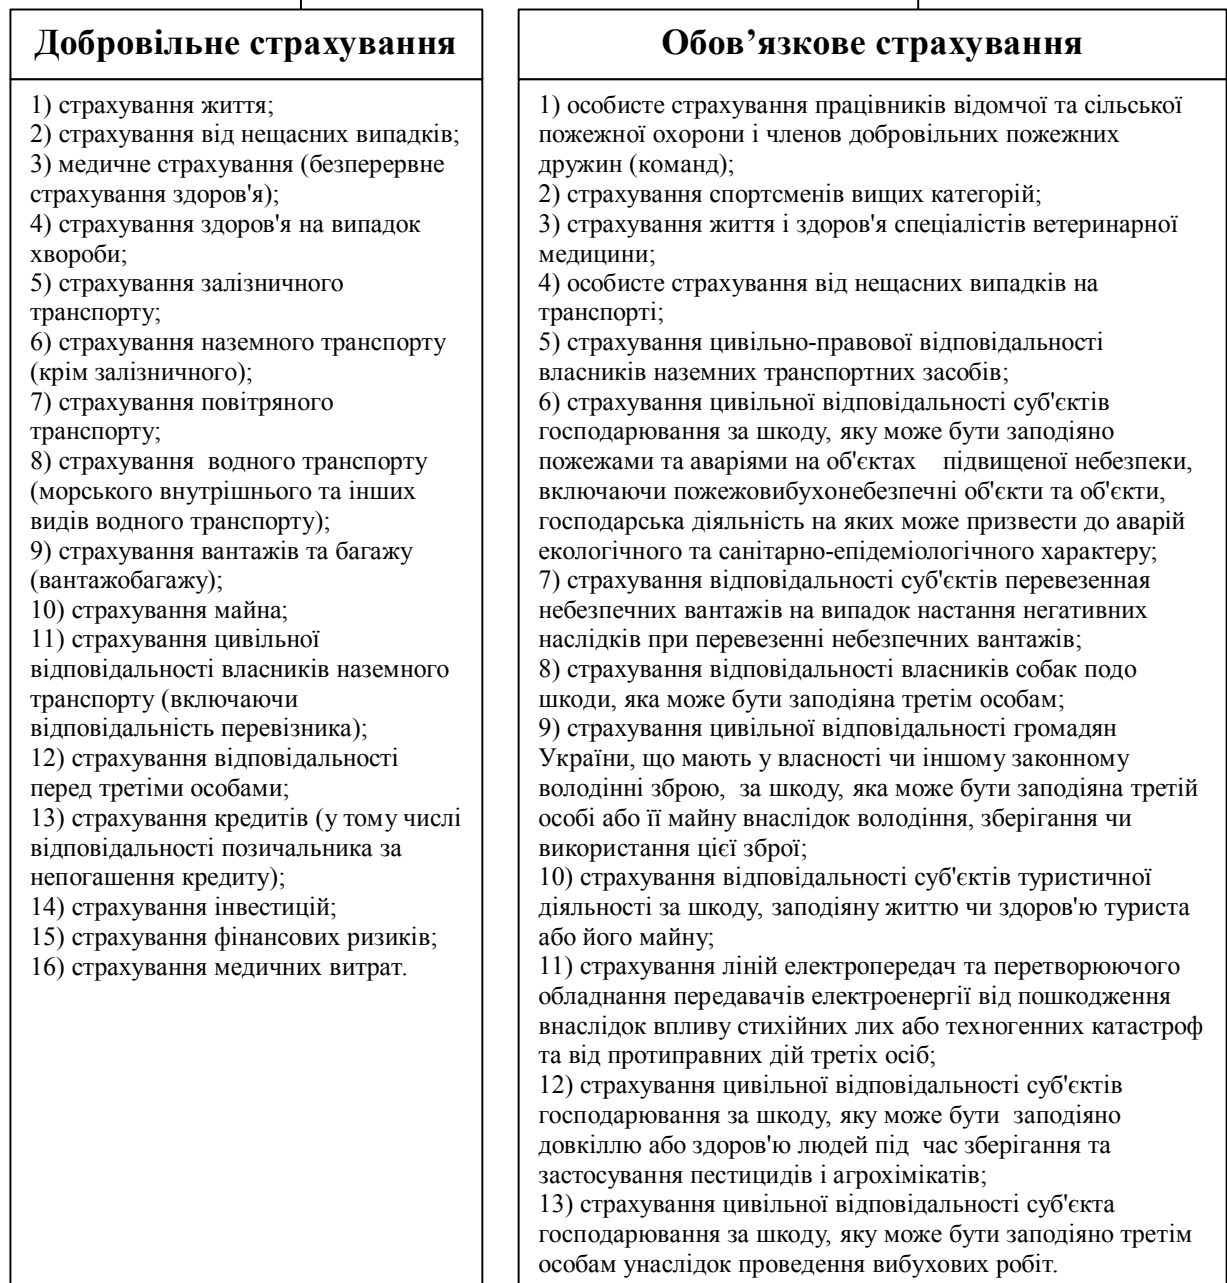 Добровільне страхування
1) страхування життя;
2) страхування від нещасних випадків;
3) медичне страхування (безперервне
страхування здоров'я);
4) страхування здоров'я на випадок
хвороби;
5) страхування залізничного
транспорту;
6) страхування наземного транспорту
(крім залізничного);
7) страхування повітряного
транспорту;
8) страхування водного транспорту
(морського внутрішнього та інших
видів водного транспорту);
9) страхування вантажів та багажу
(вантажобагажу);
10) страхування майна;
11) страхування цивільної
відповідальності власників наземного
транспорту (включаючи
відповідальність перевізника);
12) страхування відповідальності
перед третіми особами;
13) страхування кредитів (у тому числі
відповідальності позичальника за
непогашення кредиту);
14) страхування інвестицій;
15) страхування фінансових ризиків;
16) страхування медичних витрат.
Обов’язкове страхування
1) особисте страхування працівників відомчої та сільської
пожежної охорони і членов добровільних пожежних
дружин (команд);
2) страхування спортсменів вищих категорій;
3) страхування життя і здоров'я спеціалістів ветеринарної
медицини;
4) особисте страхування від нещасних випадків на
транспорті;
5) страхування цивільно-правової відповідальності
власників наземних транспортних засобів;
6) страхування цивільної відповідальності суб'єктів
господарювання за шкоду, яку може бути заподіяно
пожежами та аваріями на об'єктах підвищеної небезпеки,
включаючи пожежовибухонебезпечні об'єкти та об'єкти,
господарська діяльність на яких може призвести до аварій
екологічного та санітарно-епідеміологічного характеру;
7) страхування відповідальності суб'єктів перевезенная
небезпечних вантажів на випадок настання негативних
наслідків при перевезенні небезпечних вантажів;
8) страхування відповідальності власників собак подо
шкоди, яка може бути заподіяна третім особам;
9) страхування цивільної відповідальності громадян
України, що мають у власності чи іншому законному
володінні зброю, за шкоду, яка може бути заподіяна третій
особі або її майну внаслідок володіння, зберігання чи
використання цієї зброї;
10) страхування відповідальності суб'єктів туристичної
діяльності за шкоду, заподіяну життю чи здоров'ю туриста
або його майну;
11) страхування ліній електропередач та перетворюючого
обладнання передавачів електроенергії від пошкодження
внаслідок впливу стихійних лих або техногенних катастроф
та від протиправних дій третіх осіб;
12) страхування цивільної відповідальності суб'єктів
господарювання за шкоду, яку може бути заподіяно
довкіллю або здоров'ю людей під час зберігання та
застосування пестицидів і агрохімікатів;
13) страхування цивільної відповідальності суб'єкта
господарювання за шкоду, яку може бути заподіяно третім
особам унаслідок проведення вибухових робіт.